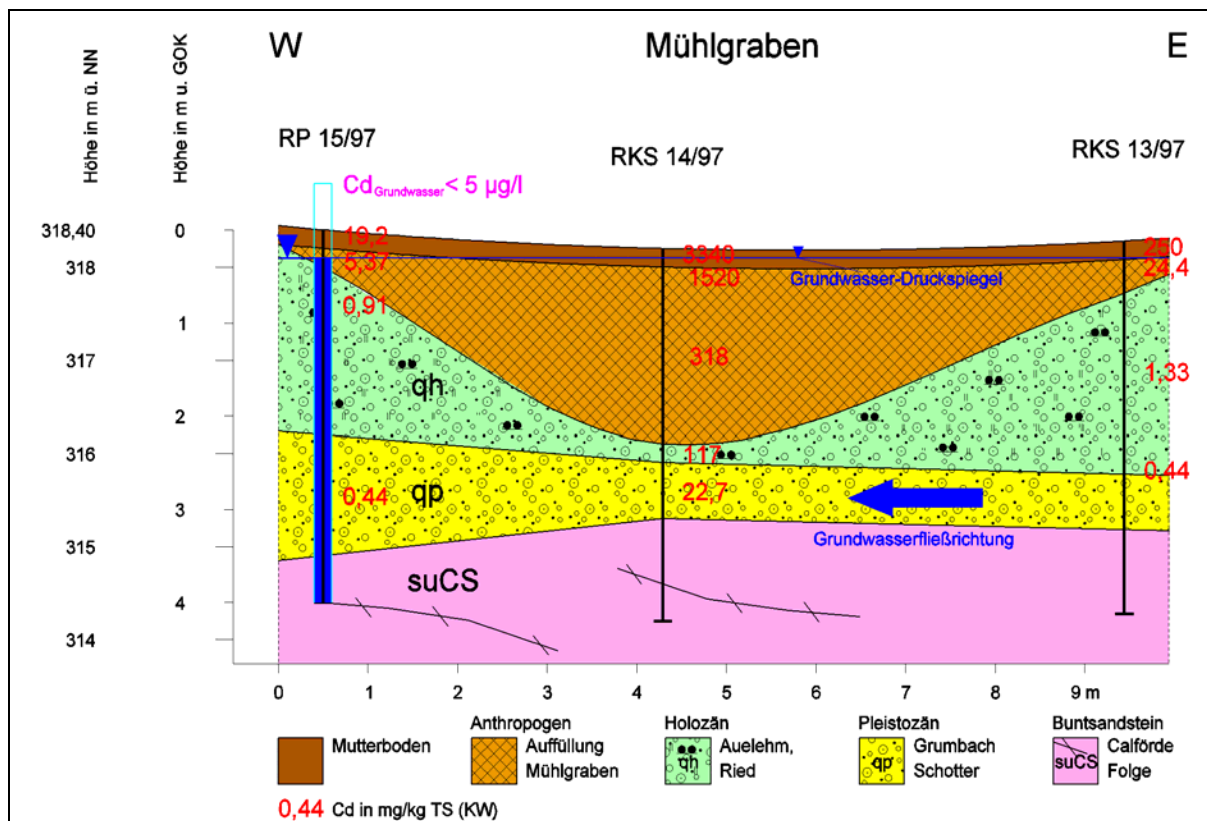 W
Mühlgraben
E
Höhe in m ü. NN
Höhe in m u. GOK
RP 15/97
RKS 14/97
RKS 13/97
Cd Grundwasser < 5 µg/l
318,40
0
19,2
3340
250
318
5,37
1520
Grundwasser-Druckspiegel
24,4
0,91
1
317
318
1,33
qh
2
316
117
0,44
0,44
qp
22,7
3
315
Grundwasserfließrichtung
suCS
4
314
0
1
2
3
4
5
6
7
8
9 m
Mutterboden
Anthropogen
Auffüllung
Mühlgraben
Holozän
qh
Auelehm,
Ried
Pleistozän
qp
Grumbach
Schotter
Buntsandstein
suCS
Calförde
Folge
0,44 Cd in mg/kg TS (KW)